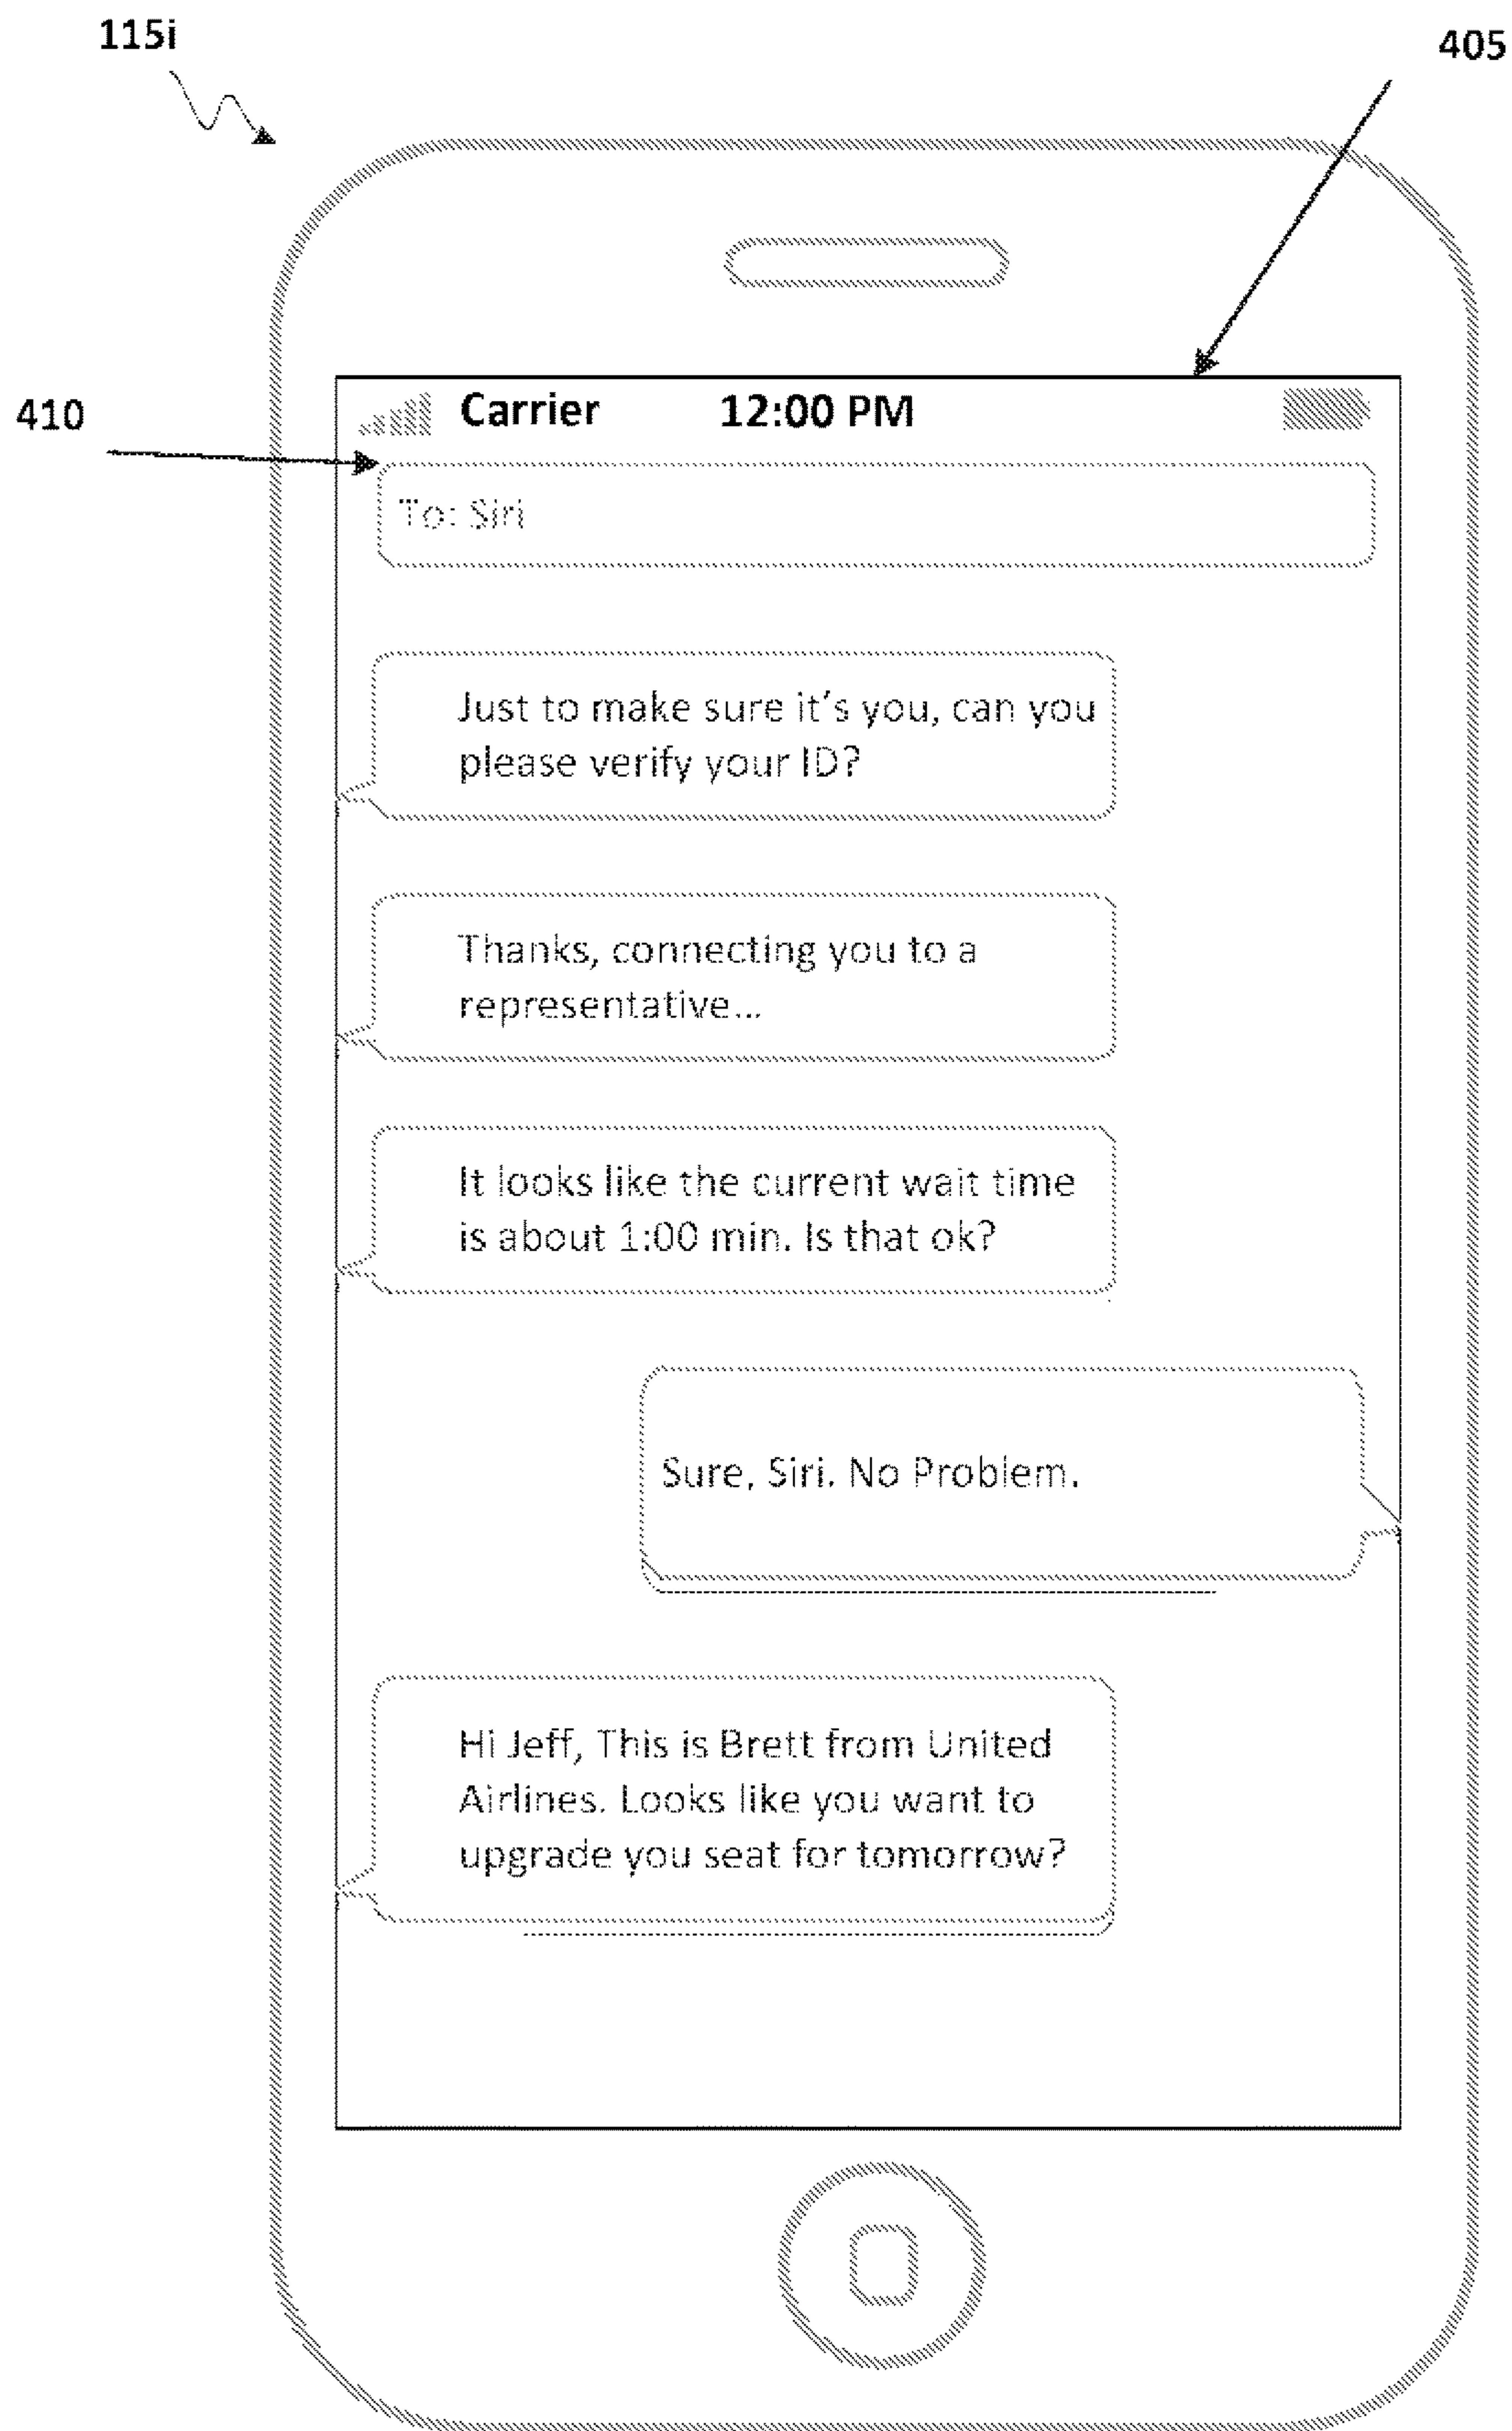 115i
405
410
Carrier 12:00 PM
To: Siri
Just to make sure it's you, can you
please verify your ID?
Thanks, connecting you to a
representative...
It looks like the current wait time
is about 1:00 min. Is that ok?
Sure, Siri. No Problem.
Hi Jeff, This is Brett from United
Airlines. Looks like you want to
upgrade you seat for tomorrow?